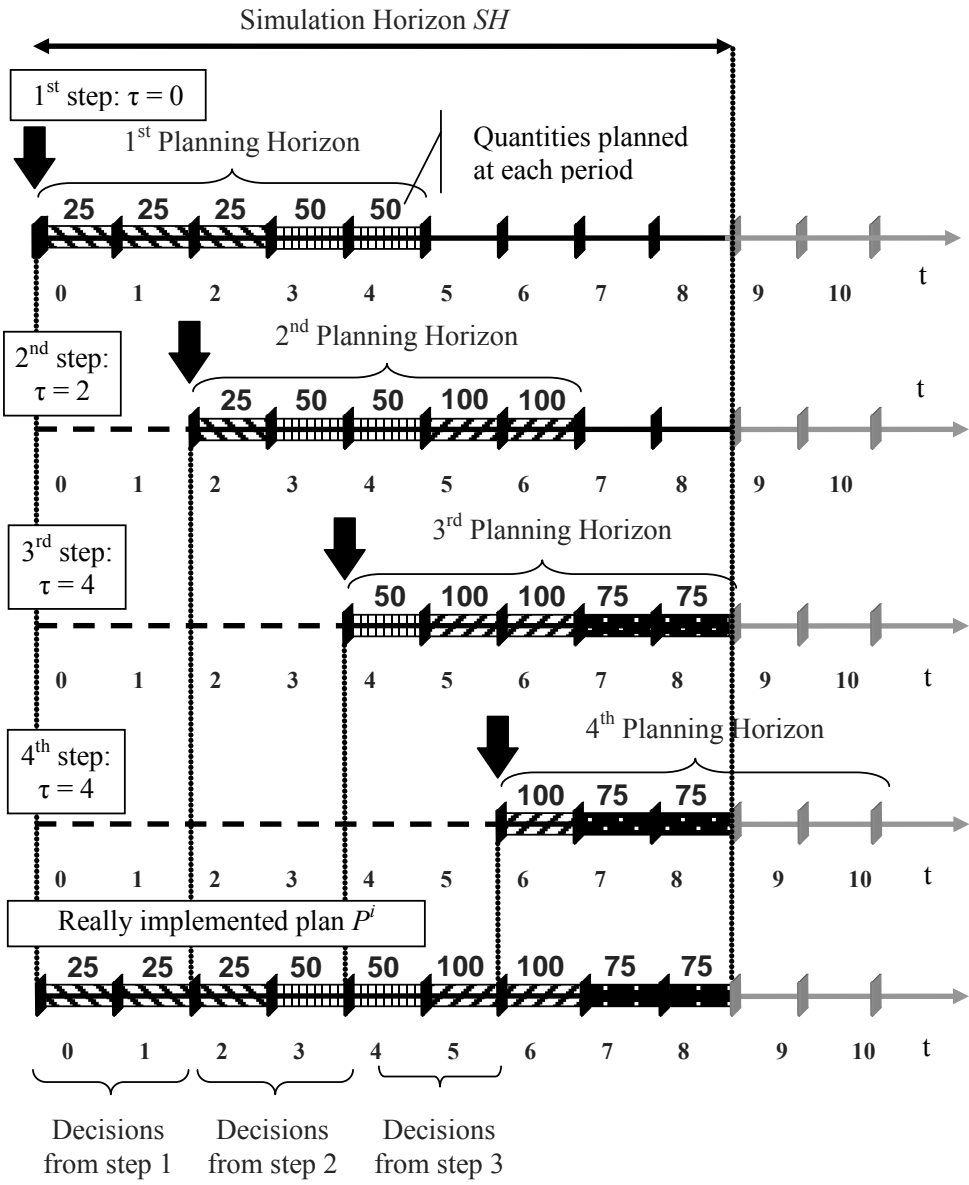 Simulation Horizon SH
1st step: τ = 0
1st Planning Horizon
Quantities planned
at each period
25 25 25 50 50
0 1 2 3 4 5 6 7 8 9 10 t
2nd step:
τ = 2
2nd Planning Horizon
t
25 50 50 100 100
0 1 2 3 4 5 6 7 8 9 10
3rd step:
τ = 4
3rd Planning Horizon
50 100 100 75 75
0 1 2 3 4 5 6 7 8 9 10 t
4th step:
τ = 4
4th Planning Horizon
100 75 75
0 1 2 3 4 5 6 7 8 9 10 t
Really implemented plan Pi
25 25 25 50 50 100 100 75 75
0 1 2 3 4 5 6 7 8 9 10 t
Decisions
from step 1
Decisions
from step 2
Decisions
from step 3